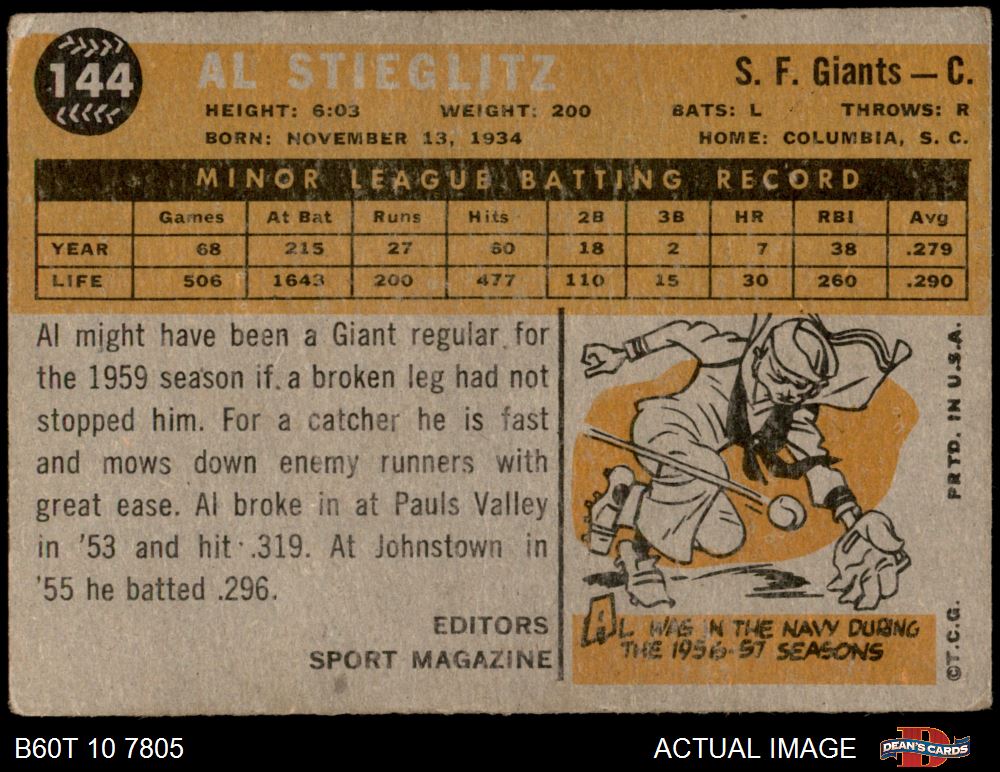 144
AL STIEGLITZ
S. F. Giants — C.
HEIGHT: 6:03 WEIGHT: 200 BATS: L THROWS: R
BORN: NOVEMBER 13, 1934 HOME: COLUMBIA, S. C.
MINOR LEAGUE BATTING RECORD
Games At Bat Runs Hits 2B 3B HR RBI Avg
YEAR 68 215 27 60 18 2 7 38 .279
LIFE 506 1643 200 477 110 15 30 260 .290
Al might have been a Giant regular for
the 1959 season if a broken leg had not
stopped him. For a catcher he is fast
and mows down enemy runners with
great ease. Al broke in at Pauls Valley
in '53 and hit .319. At Johnstown in
'55 he batted .296.
EDITORS
SPORT MAGAZINE
AL WAS IN THE NAVY DURING
THE 1956-57 SEASONS
©T.C.G. PRTD. IN U.S.A.
B60T 10 7805
ACTUAL IMAGE
DEAN'S CARDS